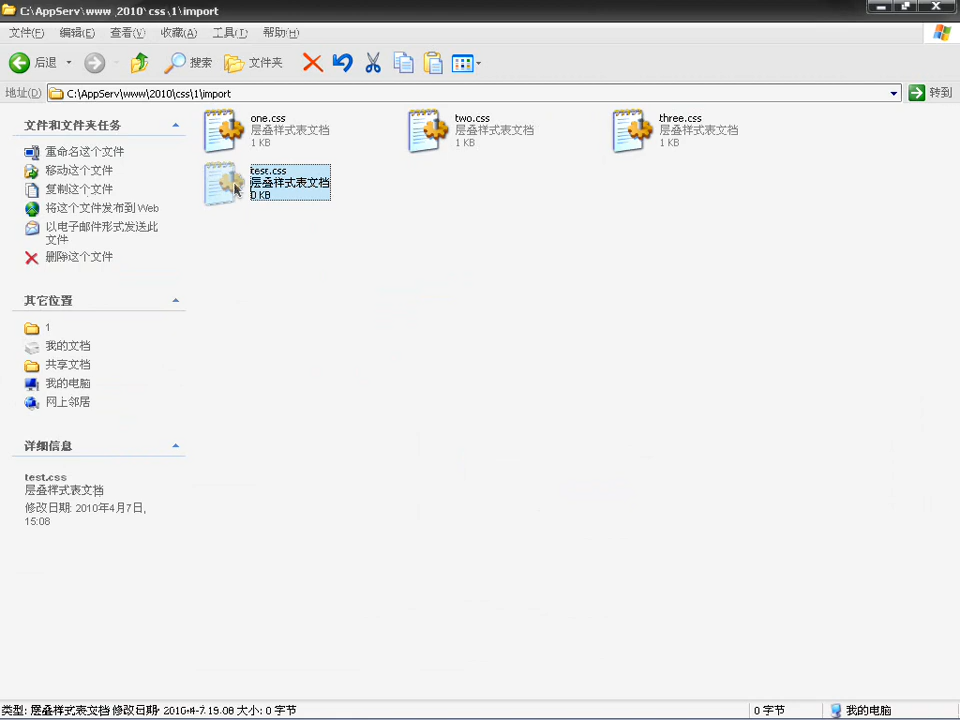 C:\AppServ\www\2010\css\1\import
文件(F) 编辑(E) 查看(V) 收藏(A) 工具(T) 帮助(H)
后退 搜索 文件夹
地址(D) C:\AppServ\www\2010\css\1\import 转到
文件和文件夹任务
重命名这个文件
移动这个文件
复制这个文件
将这个文件发布到 Web
以电子邮件形式发送此
文件
删除这个文件
其它位置
1
我的文档
共享文档
我的电脑
网上邻居
详细信息
test.css
层叠样式表文档
修改日期: 2010年4月7日,
15:08
one.css
层叠样式表文档
1 KB
two.css
层叠样式表文档
1 KB
three.css
层叠样式表文档
1 KB
test.css
层叠样式表文档
0 KB
类型: 层叠样式表文档 修改日期: 2010-4-7 15:08 大小: 0 字节
0 字节
我的电脑